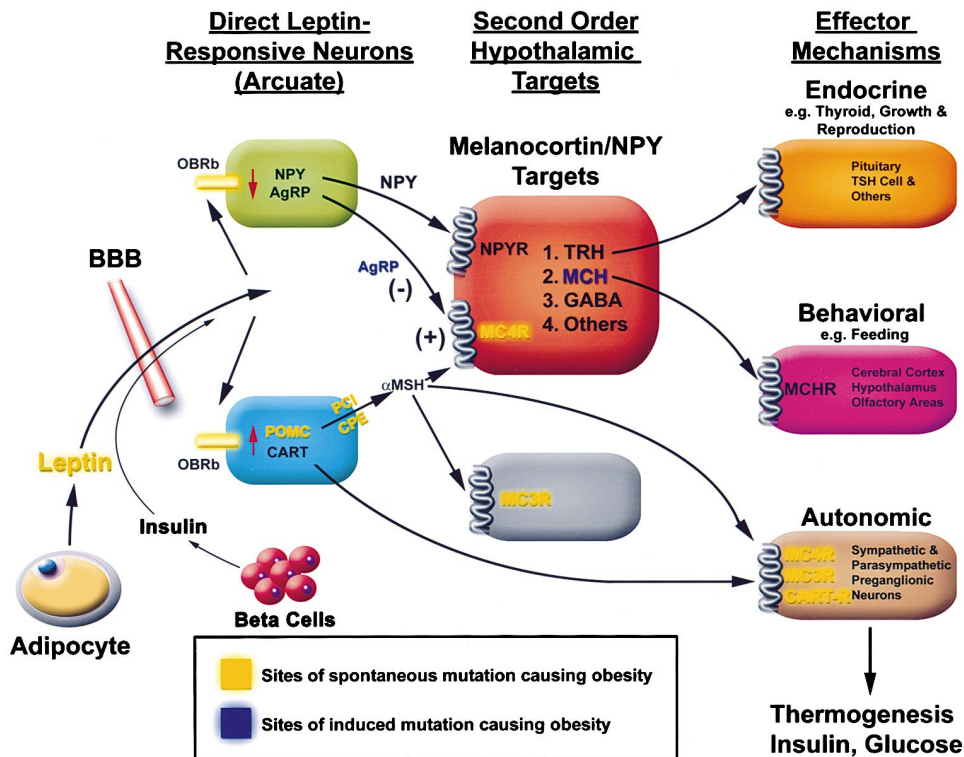 Direct Leptin-
Responsive Neurons
(Arcuate)
Second Order
Hypothalamic
Targets
Effector
Mechanisms
Endocrine
e.g. Thyroid, Growth &
Reproduction
OBRb
NPY
AgRP
NPY
Melanocortin/NPY
Targets
Pituitary
TSH Cell &
Others
NPYR
1. TRH
2. MCH
3. GABA
4. Others
BBB
AgRP
(-)
(+)
MC4R
Behavioral
e.g. Feeding
MCHR
Cerebral Cortex
Hypothalamus
Olfactory Areas
αMSH
PCI
CPE
POMC
CART
OBRb
Leptin
MC3R
Insulin
Autonomic
MC4R
MC3R
CART-R
Sympathetic &
Parasympathetic
Preganglionic
Neurons
Beta Cells
Adipocyte
Sites of spontaneous mutation causing obesity
Sites of induced mutation causing obesity
Thermogenesis
Insulin, Glucose